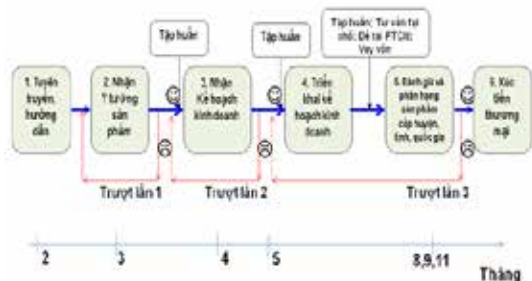 Tập huấn
Tập huấn
Tập huấn; Tư vấn tại
chỗ; Đề tài PTCN;
Vay vốn
1. Tuyên
truyền,
hướng
dẫn
2. Nhận
Ý tưởng
sản
phẩm
3. Nhận
Kế hoạch
kinh doanh
4. Triển
khai kế
hoạch kinh
doanh
5. Đánh giá và
phân hạng
sản phẩm
cấp huyện,
tỉnh, quốc gia
6. Xúc
tiến
thương
mại
Trượt lần 1
Trượt lần 2
Trượt lần 3
2
3
4
5
8,9,11
Tháng